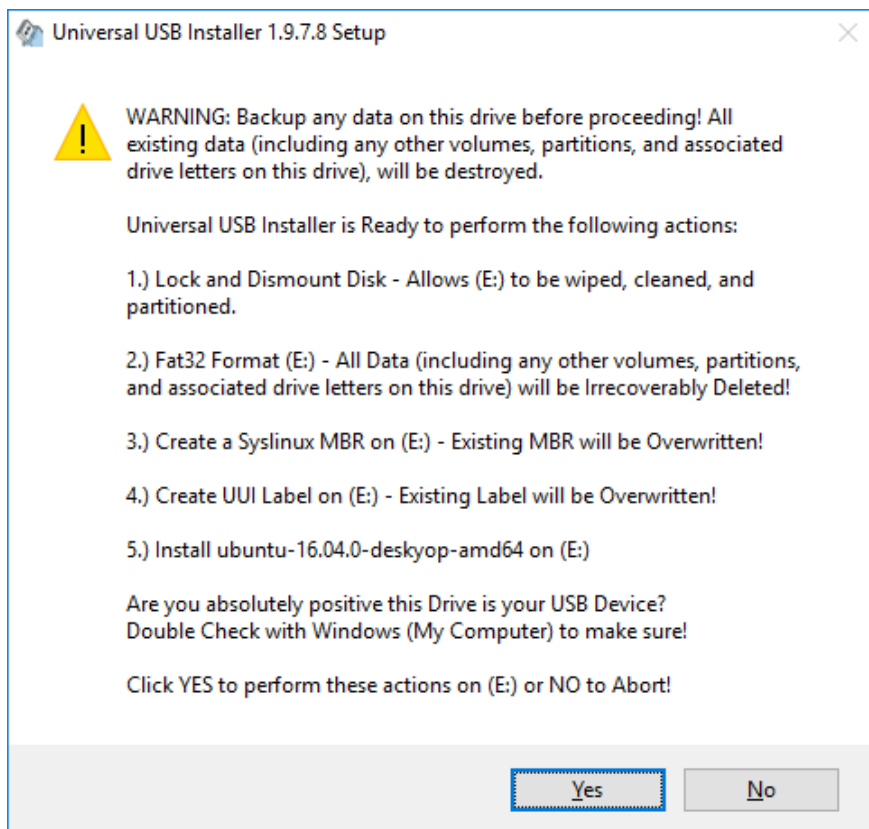 Universal USB Installer 1.9.7.8 Setup
WARNING: Backup any data on this drive before proceeding! All
existing data (including any other volumes, partitions, and associated
drive letters on this drive), will be destroyed.
Universal USB Installer is Ready to perform the following actions:
1.) Lock and Dismount Disk - Allows (E:) to be wiped, cleaned, and
partitioned.
2.) Fat32 Format (E:) - All Data (including any other volumes, partitions,
and associated drive letters on this drive) will be Irrecoverably Deleted!
3.) Create a Syslinux MBR on (E:) - Existing MBR will be Overwritten!
4.) Create UUI Label on (E:) - Existing Label will be Overwritten!
5.) Install ubuntu-16.04.0-deskyop-amd64 on (E:)
Are you absolutely positive this Drive is your USB Device?
Double Check with Windows (My Computer) to make sure!
Click YES to perform these actions on (E:) or NO to Abort!
Yes No